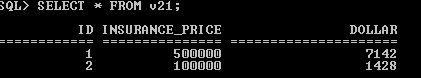 SQL> SELECT * FROM v21;
ID INSURANCE_PRICE DOLLAR
============ =============== =====================
1 500000 7142
2 100000 1428